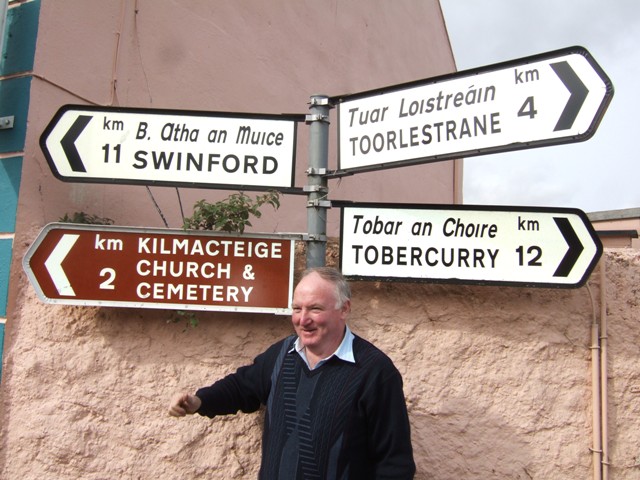 km B. Átha an Muice
11 SWINFORD
Tuar Loistreáin km
TOORLESTRANE 4
km KILMACTEIGE
2 CHURCH &
CEMETERY
Tobar an Choire km
TOBERCURRY 12